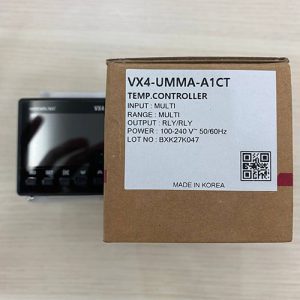 VX4-UMMA-A1CT
TEMP.CONTROLLER
INPUT : MULTI
RANGE : MULTI
OUTPUT : RLY/RLY
POWER : 100-240 V~ 50/60Hz
LOT NO : BXK27K047
MADE IN KOREA
VX4